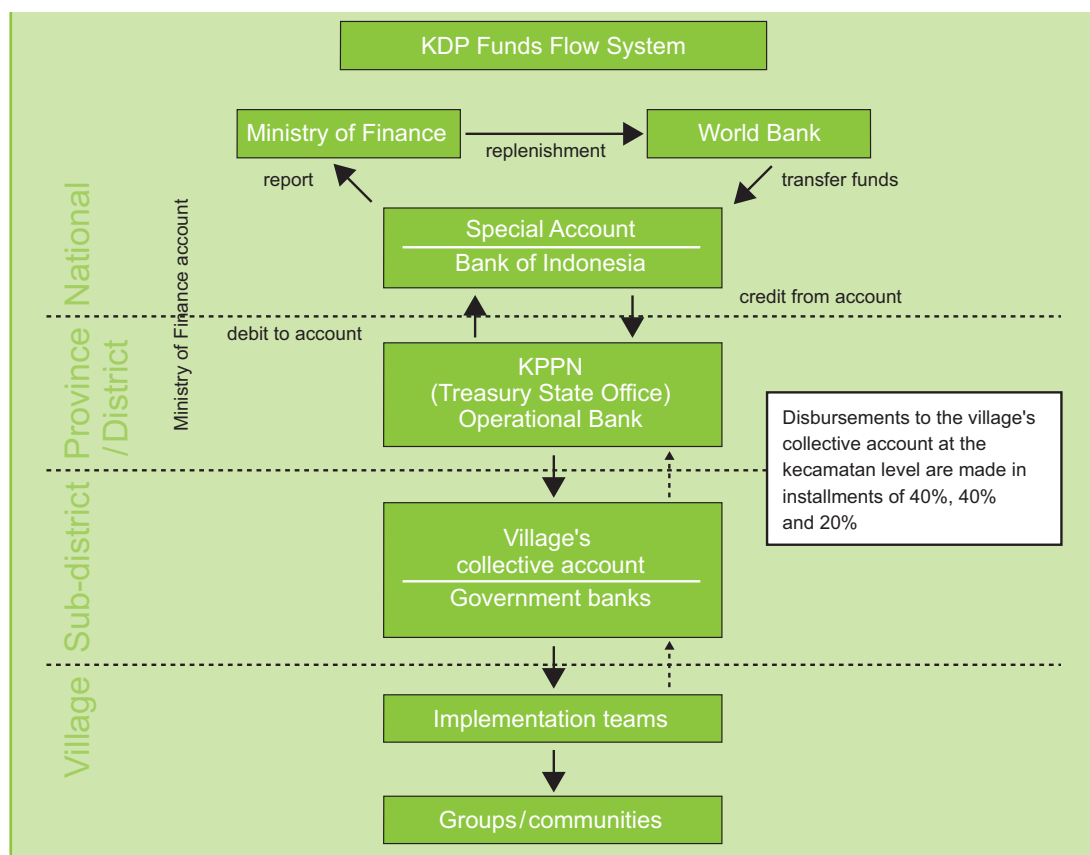 KDP Funds Flow System
Ministry of Finance
replenishment
World Bank
report
transfer funds
Special Account
Bank of Indonesia
National
Ministry of Finance account
debit to account
credit from account
Province
/District
KPPN
(Treasury State Office)
Operational Bank
Disbursements to the village's
collective account at the
kecamatan level are made in
installments of 40%, 40%
and 20%
Sub-district
Village's
collective account
Government banks
Village
Implementation teams
Groups/communities